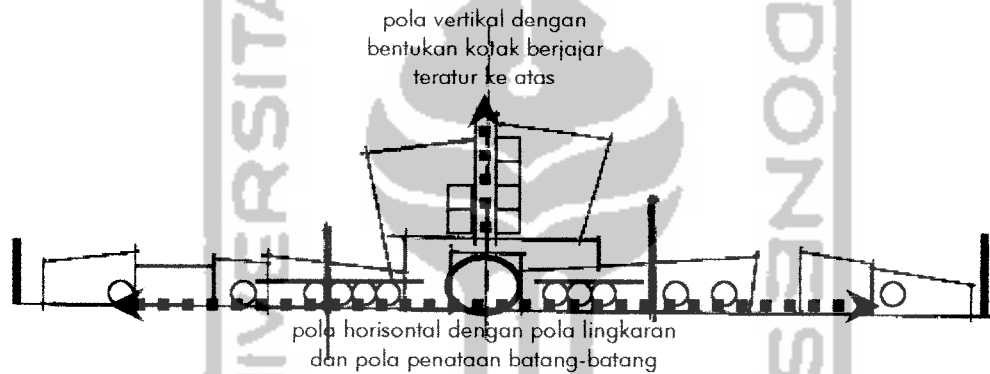 pola vertikal dengan
bentukan kotak berjajar
teratur ke atas
pola horisontal dengan pola lingkaran
dan pola penataan batang-batang